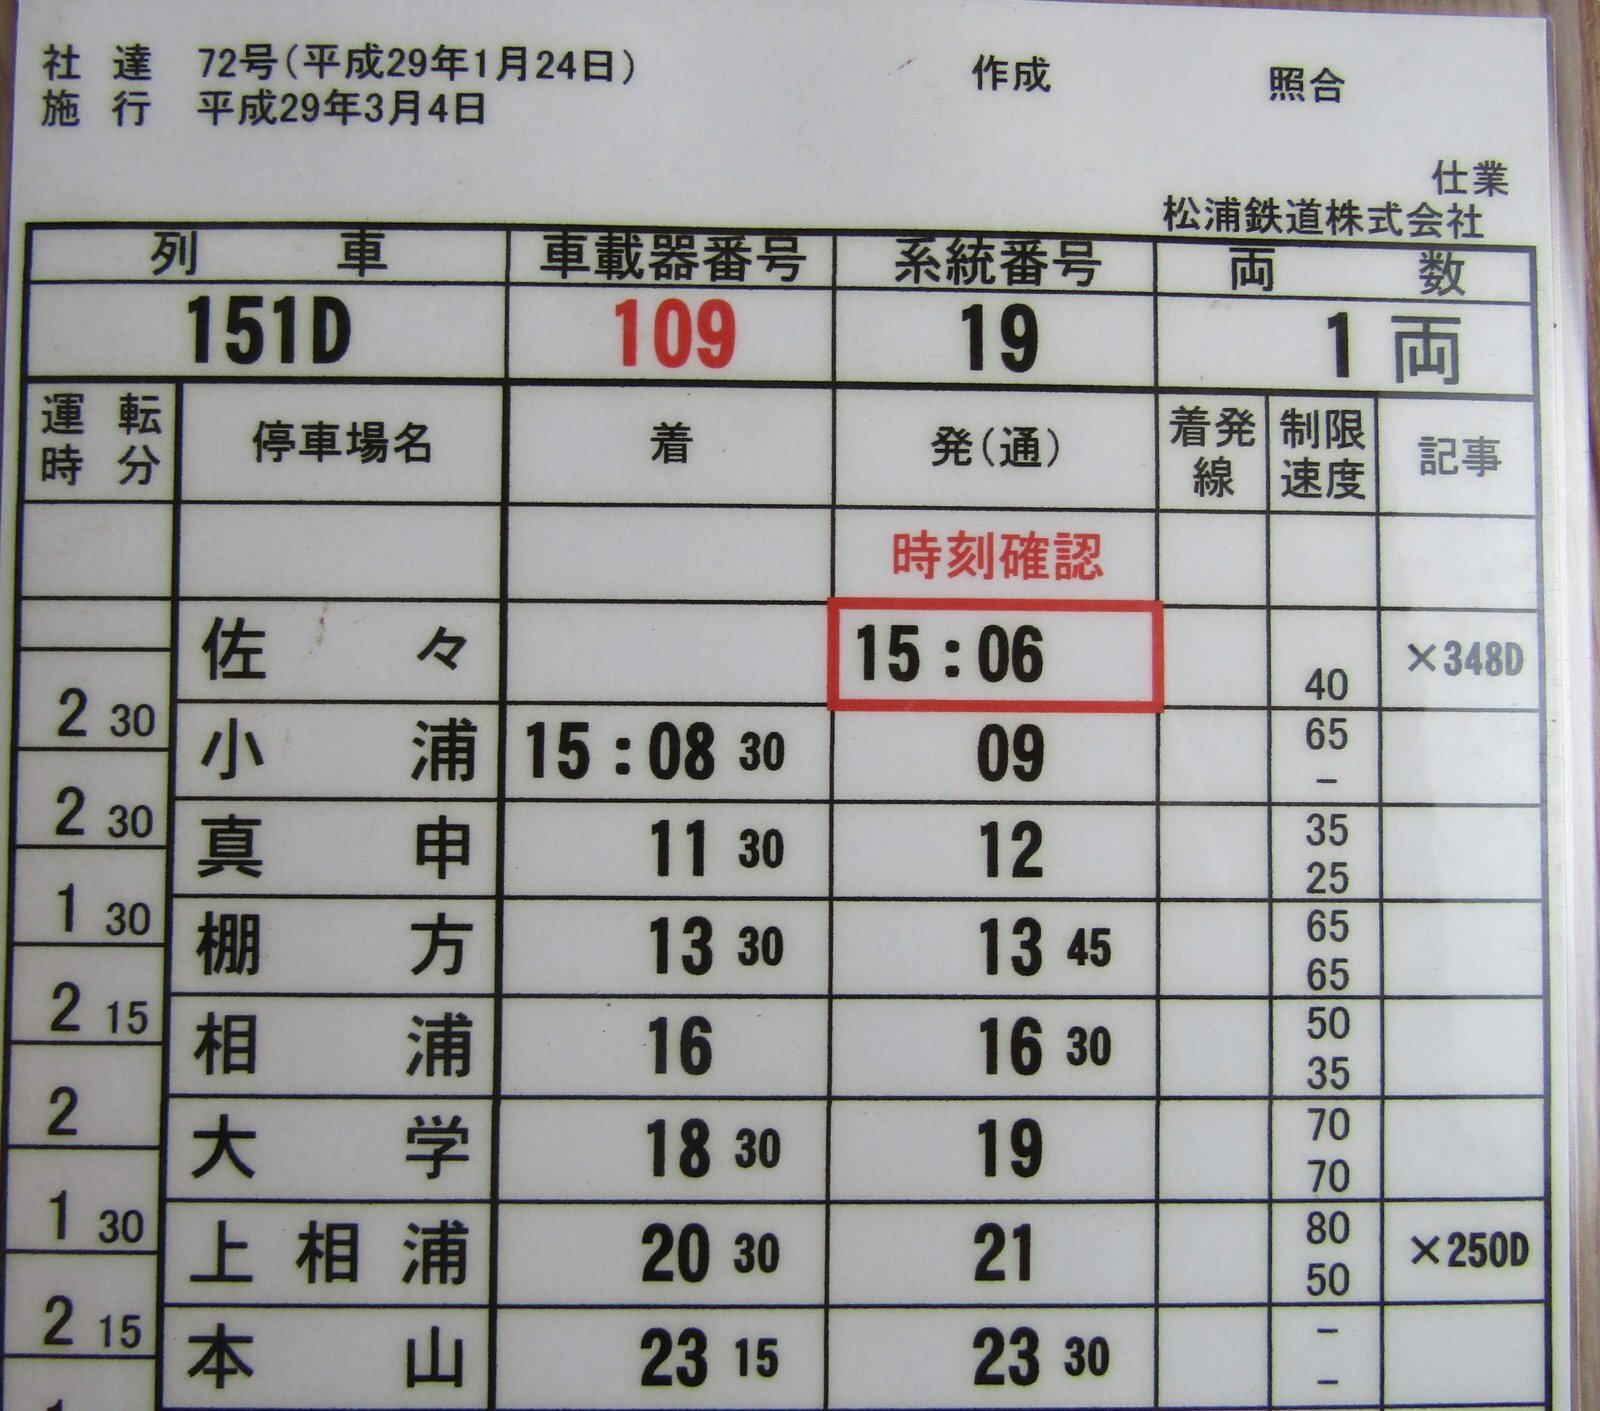 社 達 72号(平成29年1月24日) 作成 照合
施 行 平成29年3月4日
仕業
松浦鉄道株式会社
列 車 車載器番号 系統番号 両 数
151D 109 19 1 両
運転時分 停車場名 着 発(通) 着発線 制限速度 記事
時刻確認
佐々 15:06 40 ×348D
2 30
小浦 15:08 30 09 65 -
2 30
真申 11 30 12 35 25
1 30
棚方 13 30 13 45 65 65
2 15
相浦 16 16 30 50 35
2
大学 18 30 19 70 70
1 30
上相浦 20 30 21 80 50 ×250D
2 15
本山 23 15 23 30 - -